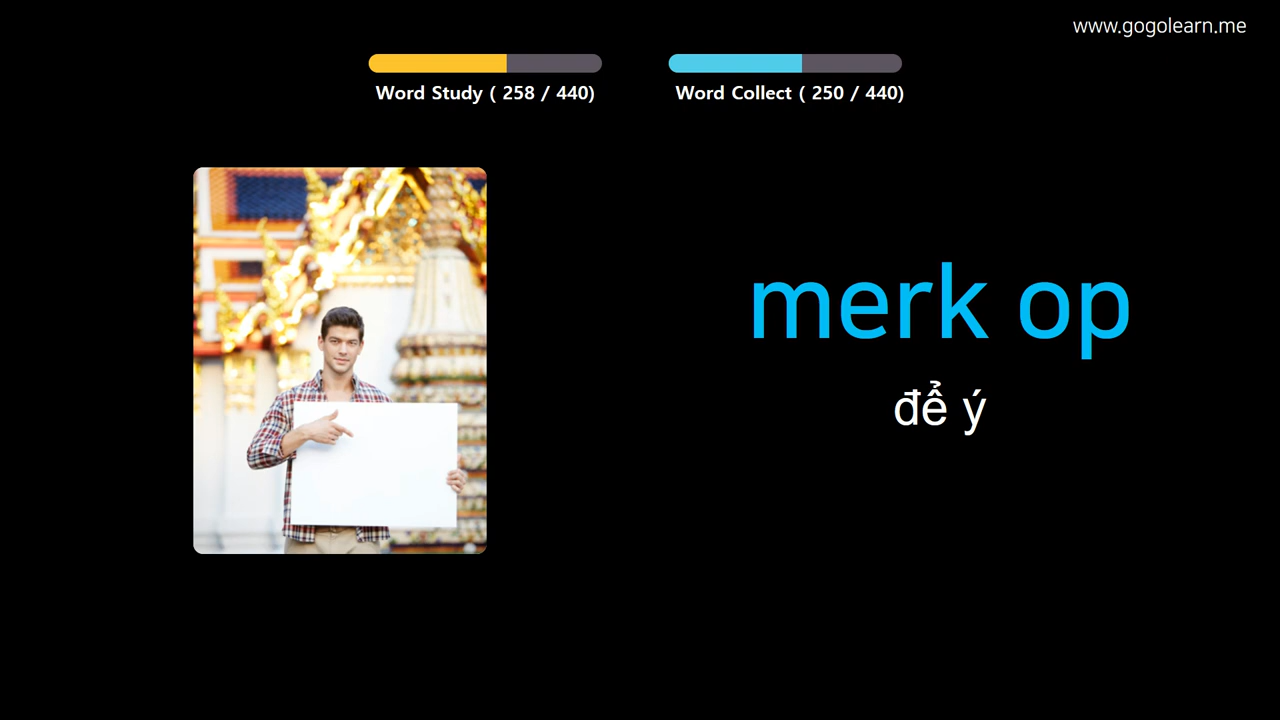 www.gogolearn.me
Word Study ( 258 / 440)
Word Collect ( 250 / 440)
merk op
để ý